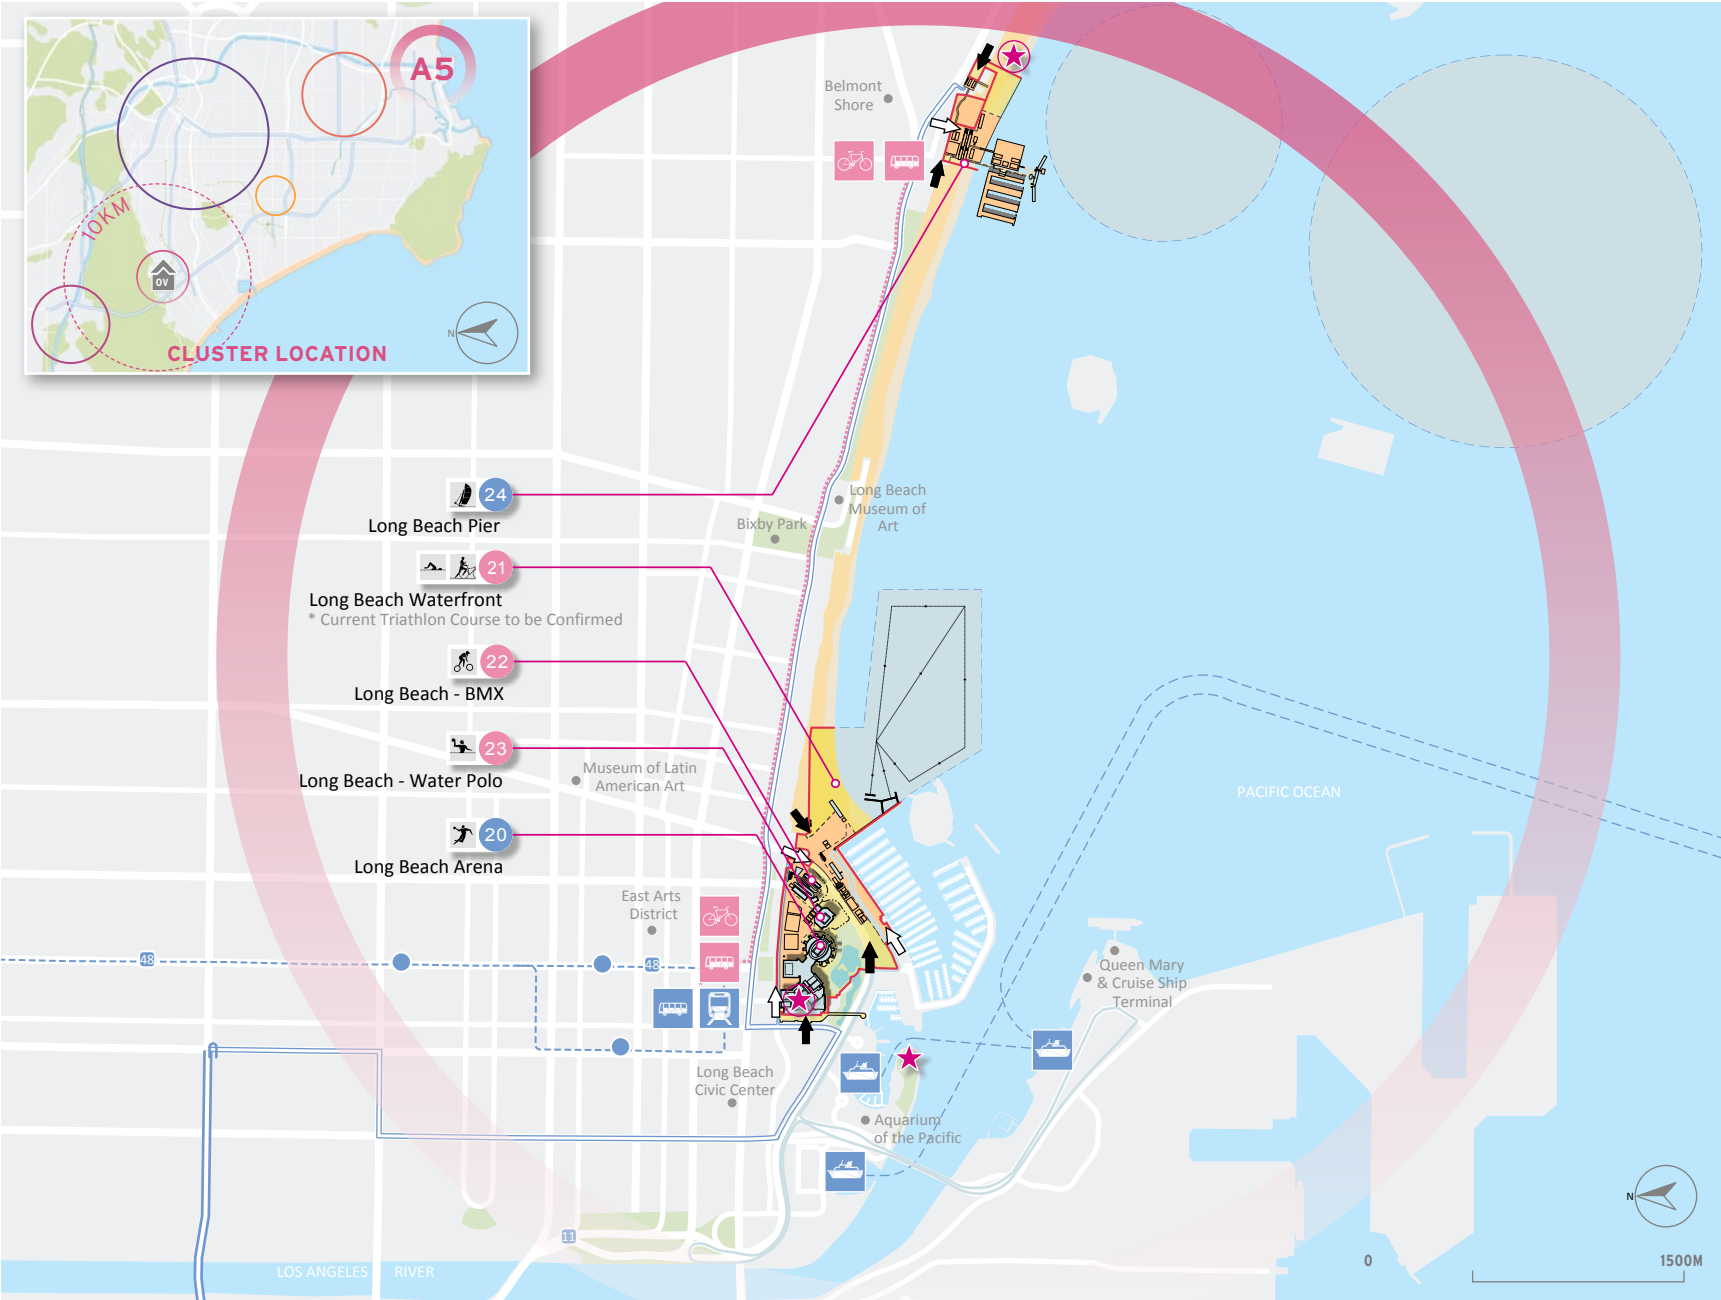 A5
10KM
OV
N
CLUSTER LOCATION
Belmont
Shore
24
Long Beach Pier
Long Beach
Museum of
Art
Bixby Park
21
Long Beach Waterfront
* Current Triathlon Course to be Confirmed
22
Long Beach - BMX
23
Long Beach - Water Polo
Museum of Latin
American Art
PACIFIC OCEAN
20
Long Beach Arena
East Arts
District
48
48
Queen Mary
& Cruise Ship
Terminal
Long Beach
Civic Center
Aquarium
of the Pacific
N
11
LOS ANGELES RIVER
0 1500M